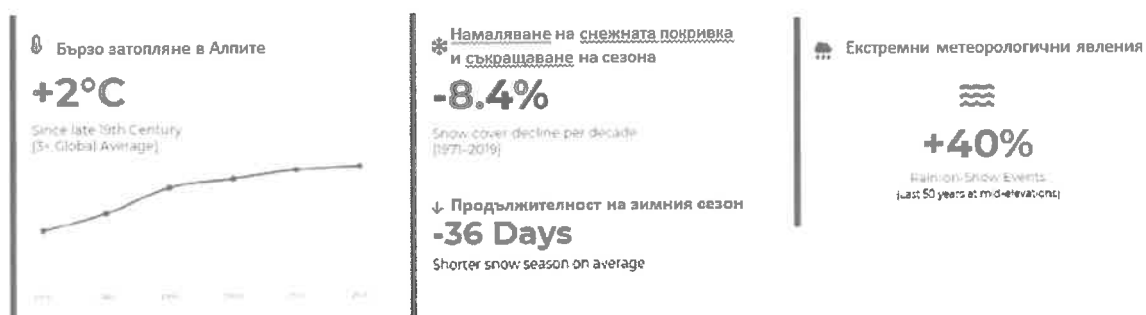 Бързо затопляне в Алпите
+2°C
Since late 19th Century
(3× Global Average)
Намаляване на снежната покривка
и съкращаване на сезона
-8.4%
Snow cover decline per decade
(1971-2019)
↓ Продължителност на зимния сезон
-36 Days
Shorter snow season on average
Екстремни метеорологични явления
+40%
Rain-on-Snow Events
(Last 50 years at mid-elevations)